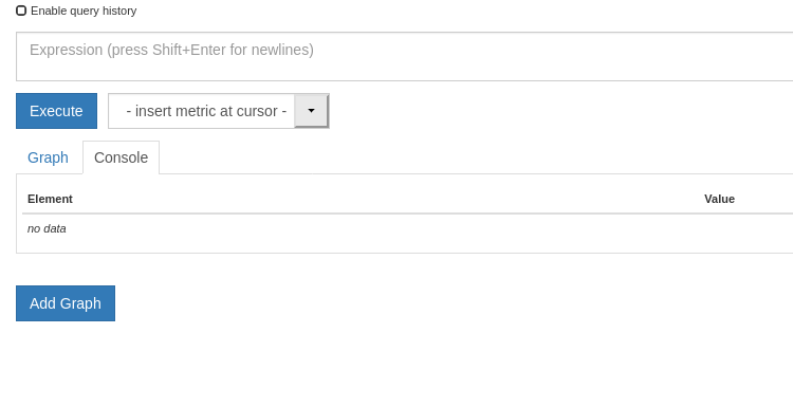 Enable query history
Expression (press Shift+Enter for newlines)
Execute - insert metric at cursor -
Graph Console
Element Value
no data
Add Graph